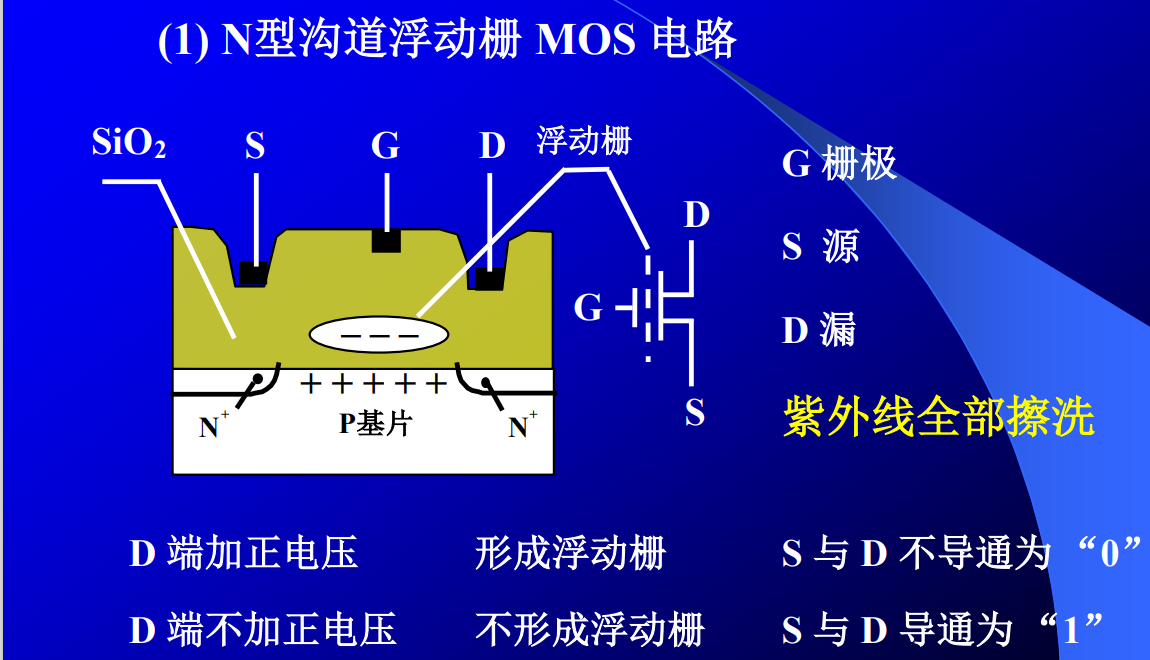 (1) N型沟道浮动栅 MOS 电路
SiO₂ S G D 浮动栅
G 栅极
D
S 源
G
D 漏
− − −
+ + + + +
N⁺ P基片 N⁺
S
紫外线全部擦洗
D 端加正电压 形成浮动栅 S 与 D 不导通为 “0”
D 端不加正电压 不形成浮动栅 S 与 D 导通为 “1”